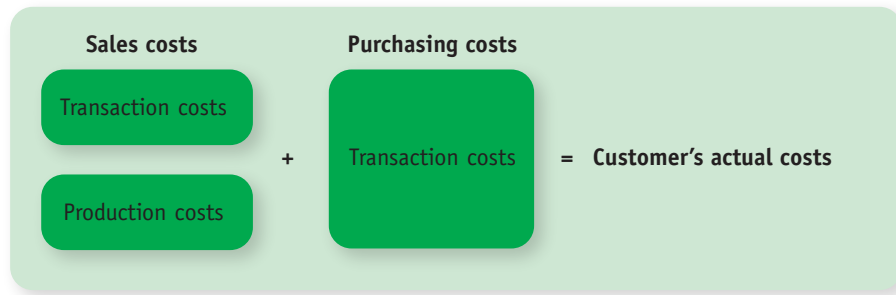 Sales costs
Purchasing costs
Transaction costs
Production costs
+
Transaction costs
= Customer’s actual costs